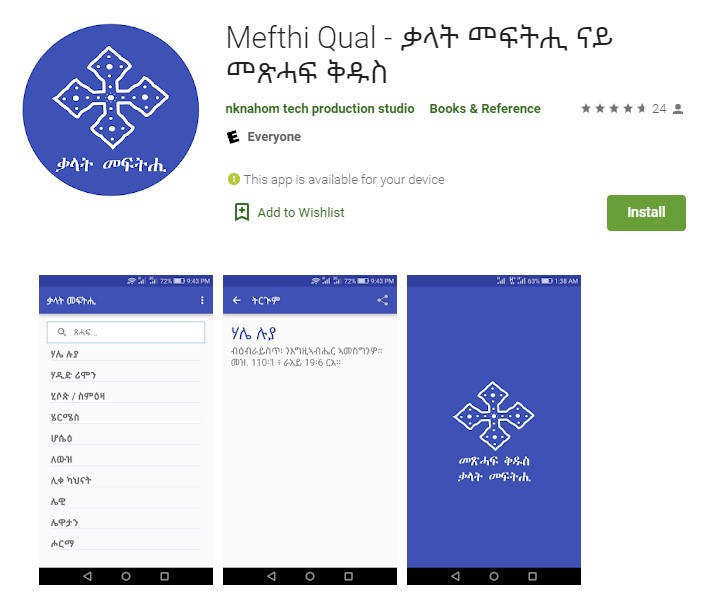 Mefthi Qual - ቃላት መፍትሒ ናይ
መጽሓፍ ቅዱስ
nknahom tech production studio Books & Reference 24
E Everyone
This app is available for your device
Add to Wishlist
Install
ቃላት መፍትሒ
72% 9:43 PM
ቃላት መፍትሒ
ጸሓፍ...
ሃሌ ሉያ
ሃዲድ ሪሞን
ሂሶጵ / ስምዕዛ
ሄርሜስ
ሆሴዕ
ለውዝ
ሊቀ ካህናት
ሌዊ
ሌዋታን
ሖርማ
72% 9:43 PM
ትርጉም
ሃሌ ሉያ
ብዕብራይስጥ፡ ንእግዚኣብሔር ኣመስግንዎ።
መዝ. 110፡1 ፥ ራእይ 19፡6 ርአ።
63% 1:38 AM
መጽሓፍ ቅዱስ
ቃላት መፍትሒ